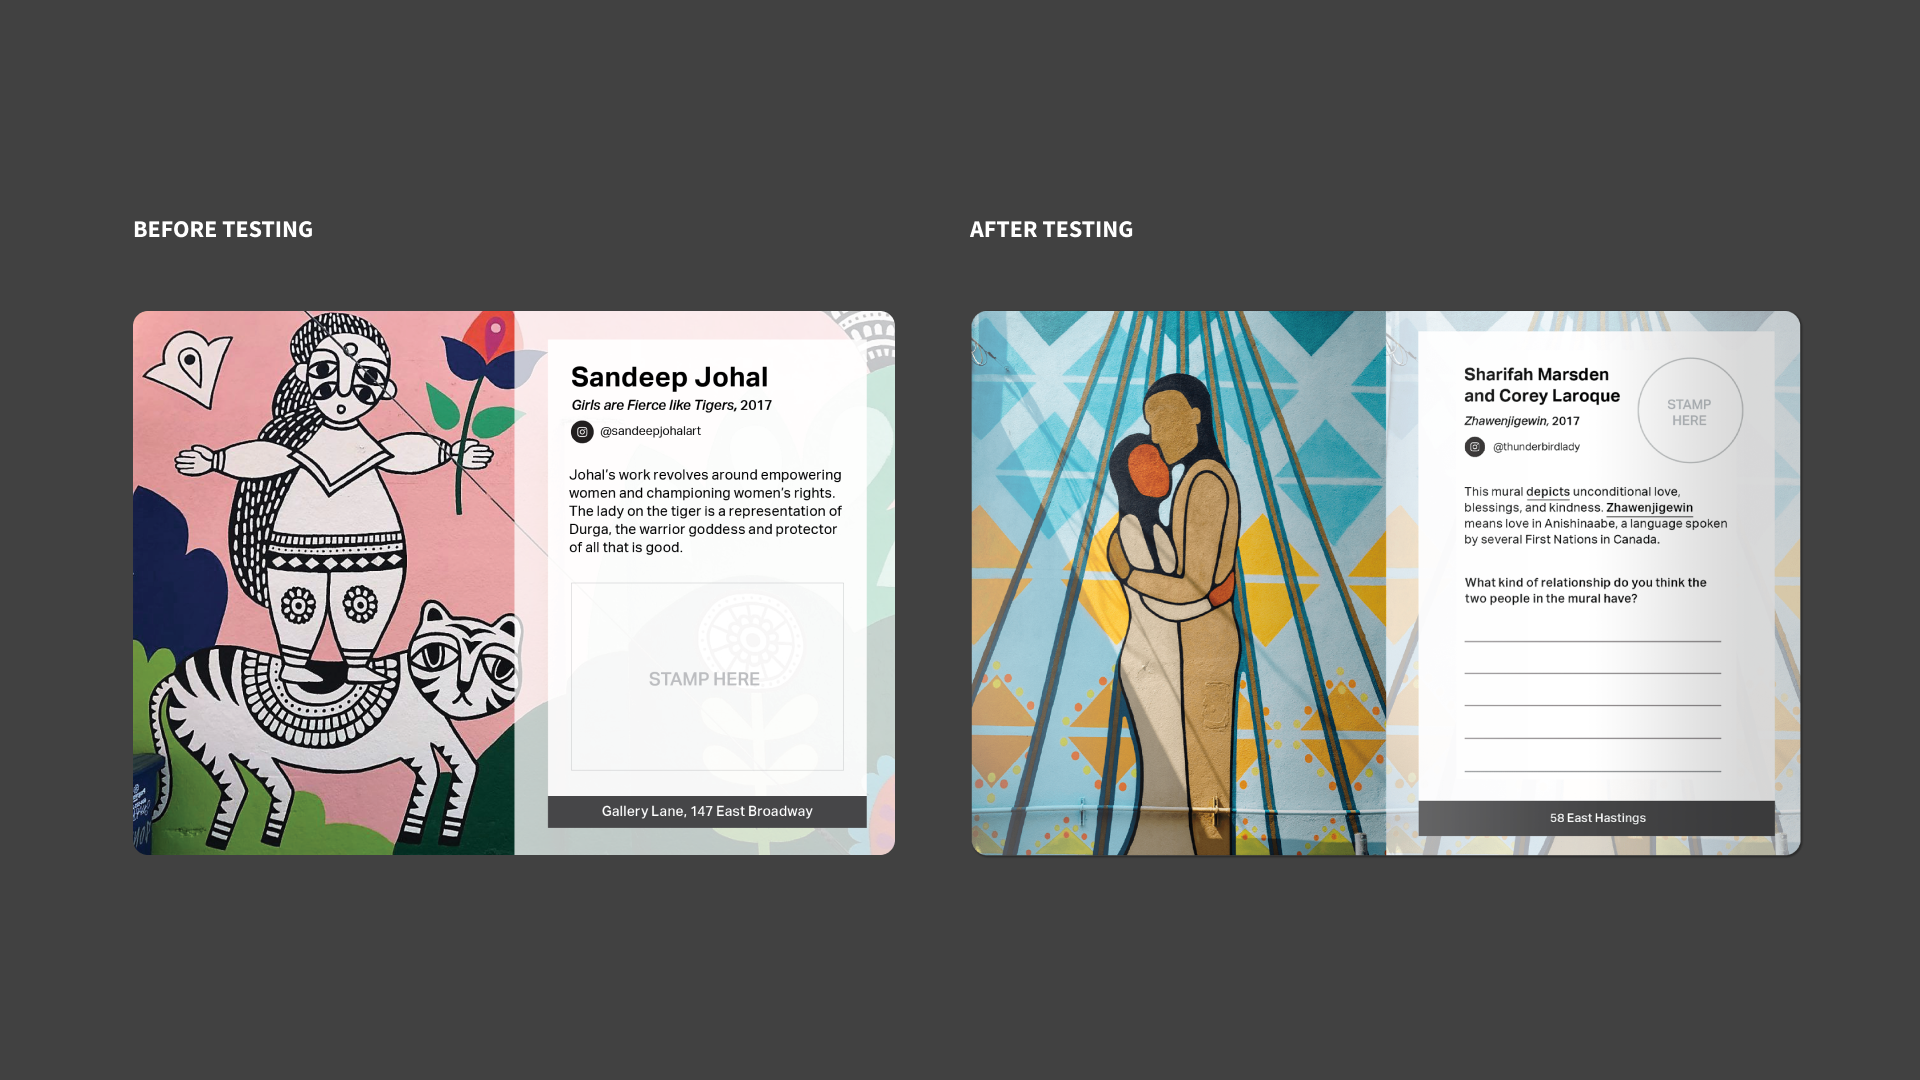 BEFORE TESTING
Sandeep Johal
Girls are Fierce like Tigers, 2017
@sandeepjohalart
Johal’s work revolves around empowering
women and championing women’s rights.
The lady on the tiger is a representation of
Durga, the warrior goddess and protector
of all that is good.
STAMP HERE
Gallery Lane, 147 East Broadway
AFTER TESTING
Sharifah Marsden
and Corey Laroque
Zhawenjigewin, 2017
@thunderbirdlady
STAMP
HERE
This mural depicts unconditional love,
blessings, and kindness. Zhawenjigewin
means love in Anishinaabe, a language spoken
by several First Nations in Canada.
What kind of relationship do you think the
two people in the mural have?
58 East Hastings